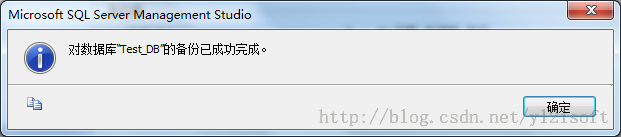 Microsoft SQL Server Management Studio
对数据库"Test_DB"的备份已成功完成。
确定
http://blog.csdn.net/ylzlsoft